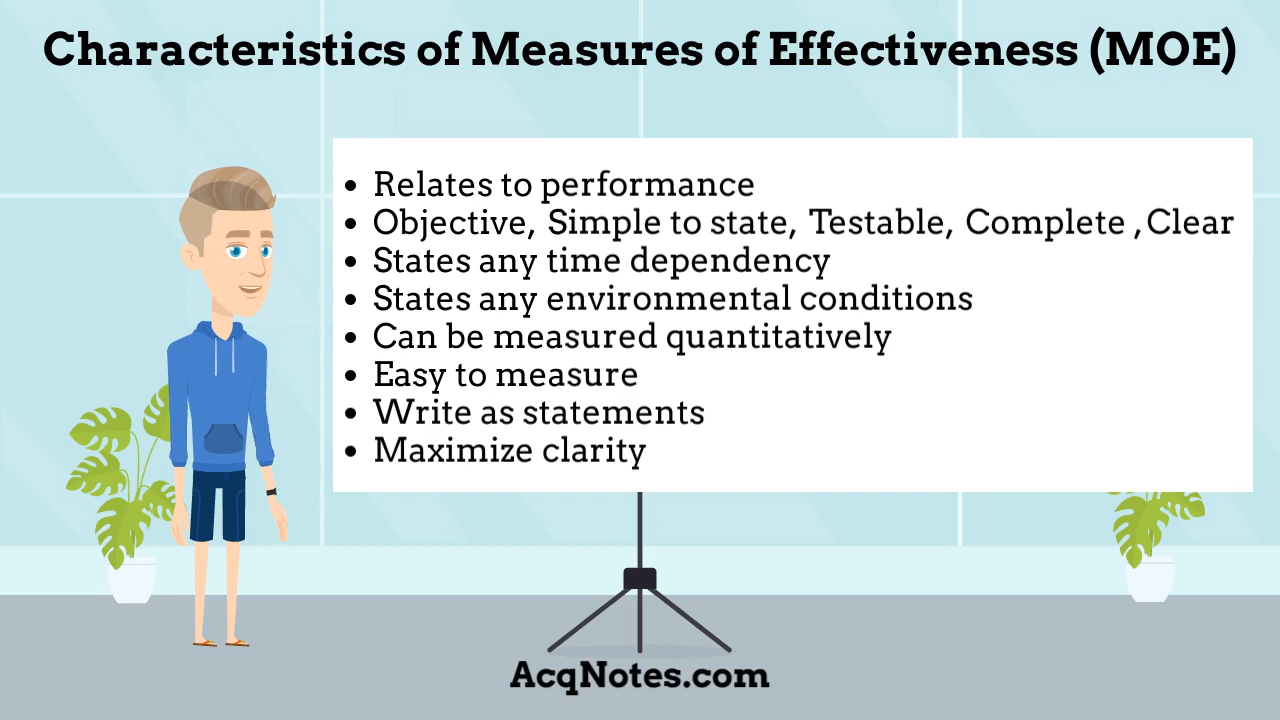 Characteristics of Measures of Effectiveness (MOE)
• Relates to performance
• Objective, Simple to state, Testable, Complete ,Clear
• States any time dependency
• States any environmental conditions
• Can be measured quantitatively
• Easy to measure
• Write as statements
• Maximize clarity
AcqNotes.com